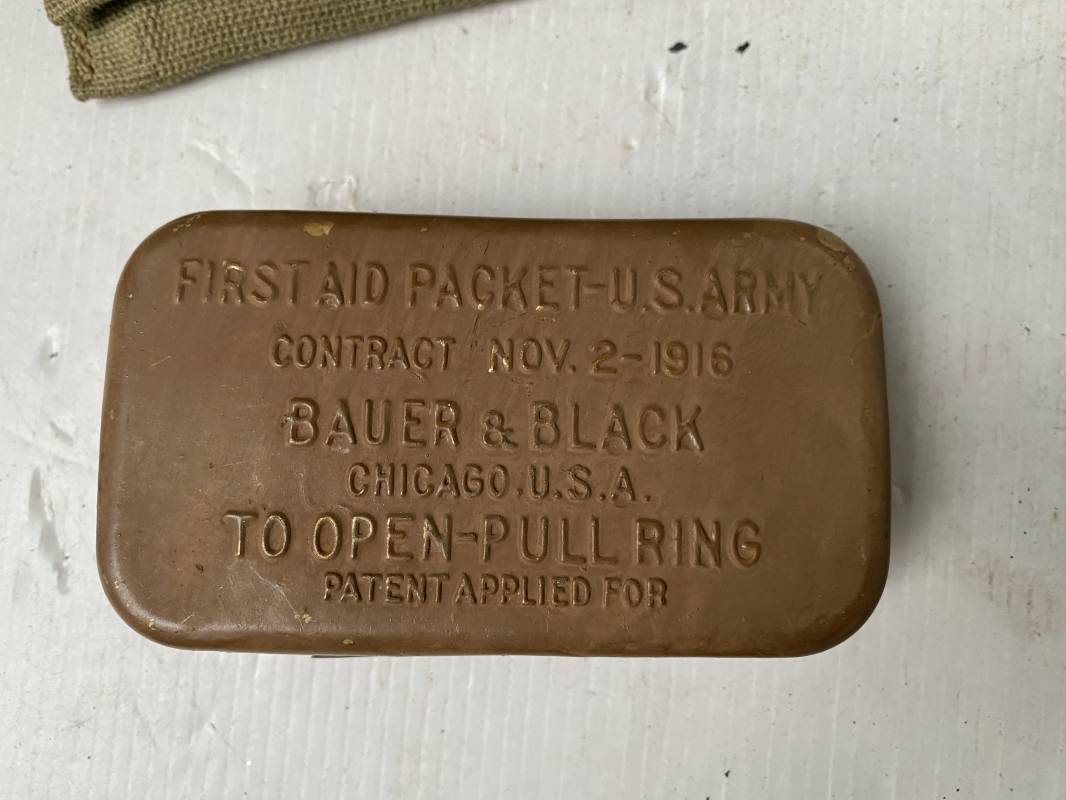 FIRST AID PACKET-U.S.ARMY
CONTRACT NOV. 2-1916
BAUER & BLACK
CHICAGO,U.S.A.
TO OPEN-PULL RING
PATENT APPLIED FOR